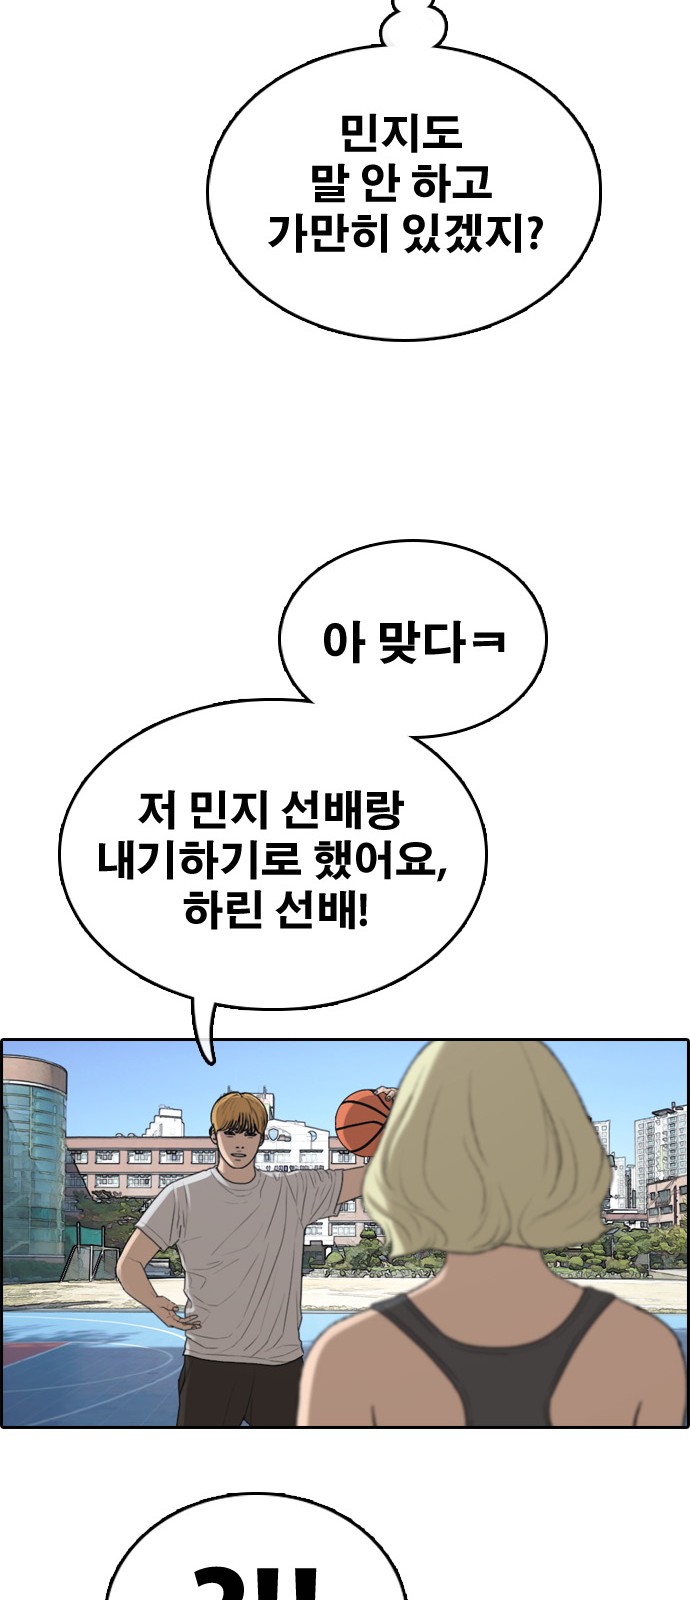 민지도
말 안 하고
가만히 있겠지?
아 맞다ㅋ
저 민지 선배랑
내기하기로 했어요,
하린 선배!
?!!